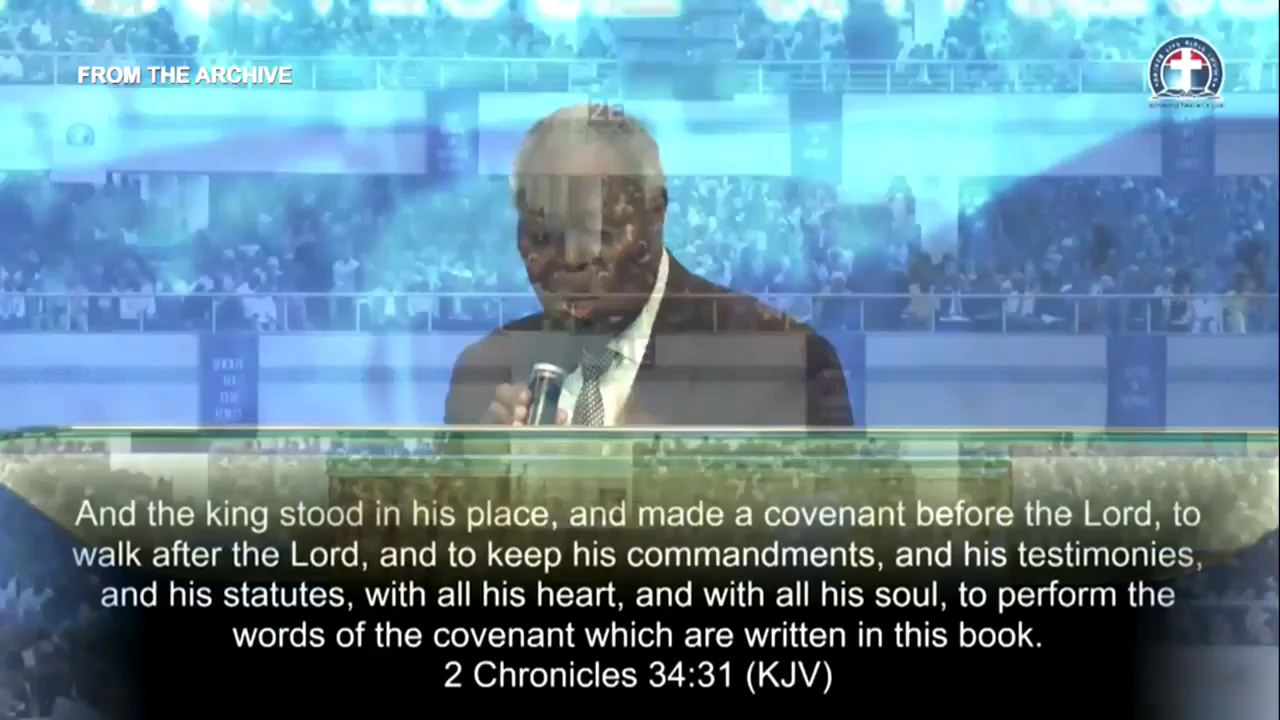 FROM THE ARCHIVE
SHOUT
TO
THE
And the king stood in his place, and made a covenant before the Lord, to
walk after the Lord, and to keep his commandments, and his testimonies,
and his statutes, with all his heart, and with all his soul, to perform the
words of the covenant which are written in this book.
2 Chronicles 34:31 (KJV)